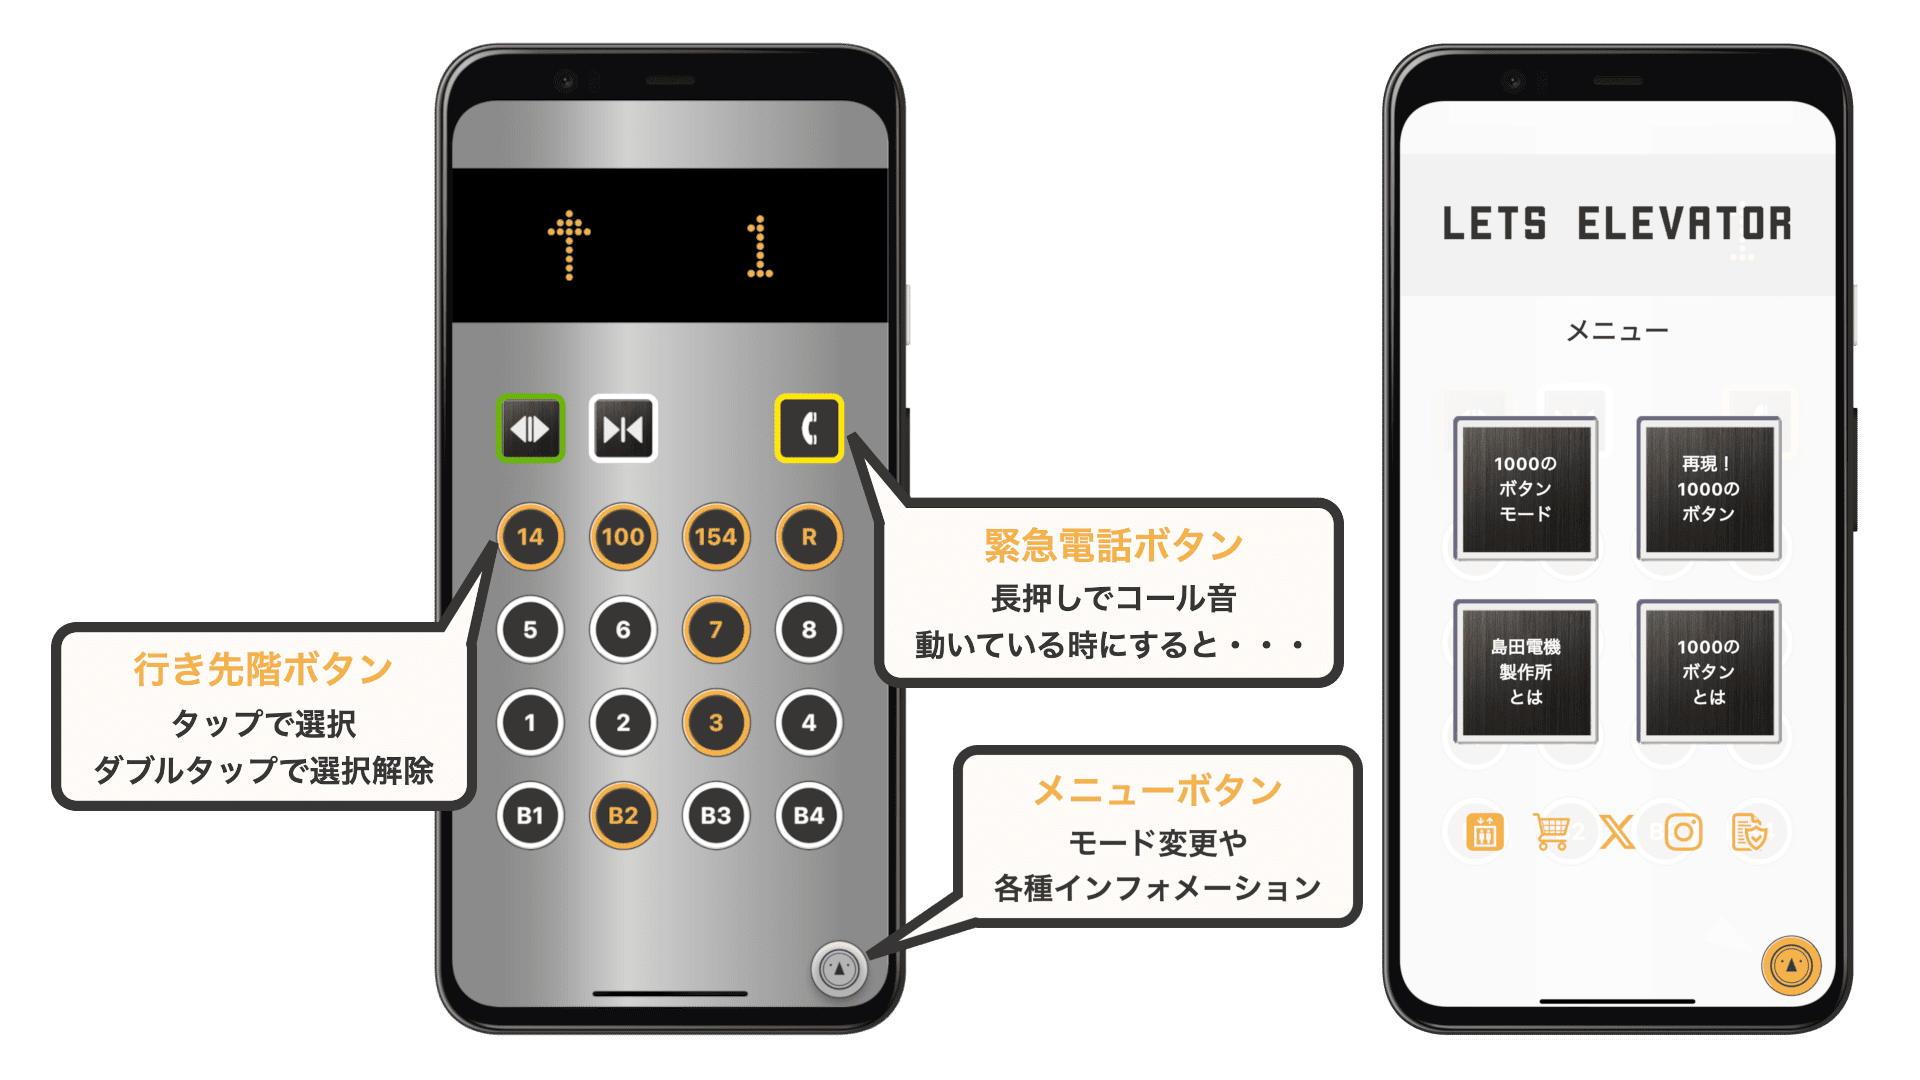 1
14 100 154 R
5 6 7 8
1 2 3 4
B1 B2 B3 B4
行き先階ボタン
タップで選択
ダブルタップで選択解除
緊急電話ボタン
長押しでコール音
動いている時にすると・・・
メニューボタン
モード変更や
各種インフォメーション
LETS ELEVATOR
メニュー
1000の
ボタン
モード
再現！
1000の
ボタン
島田電機
製作所
とは
1000の
ボタン
とは